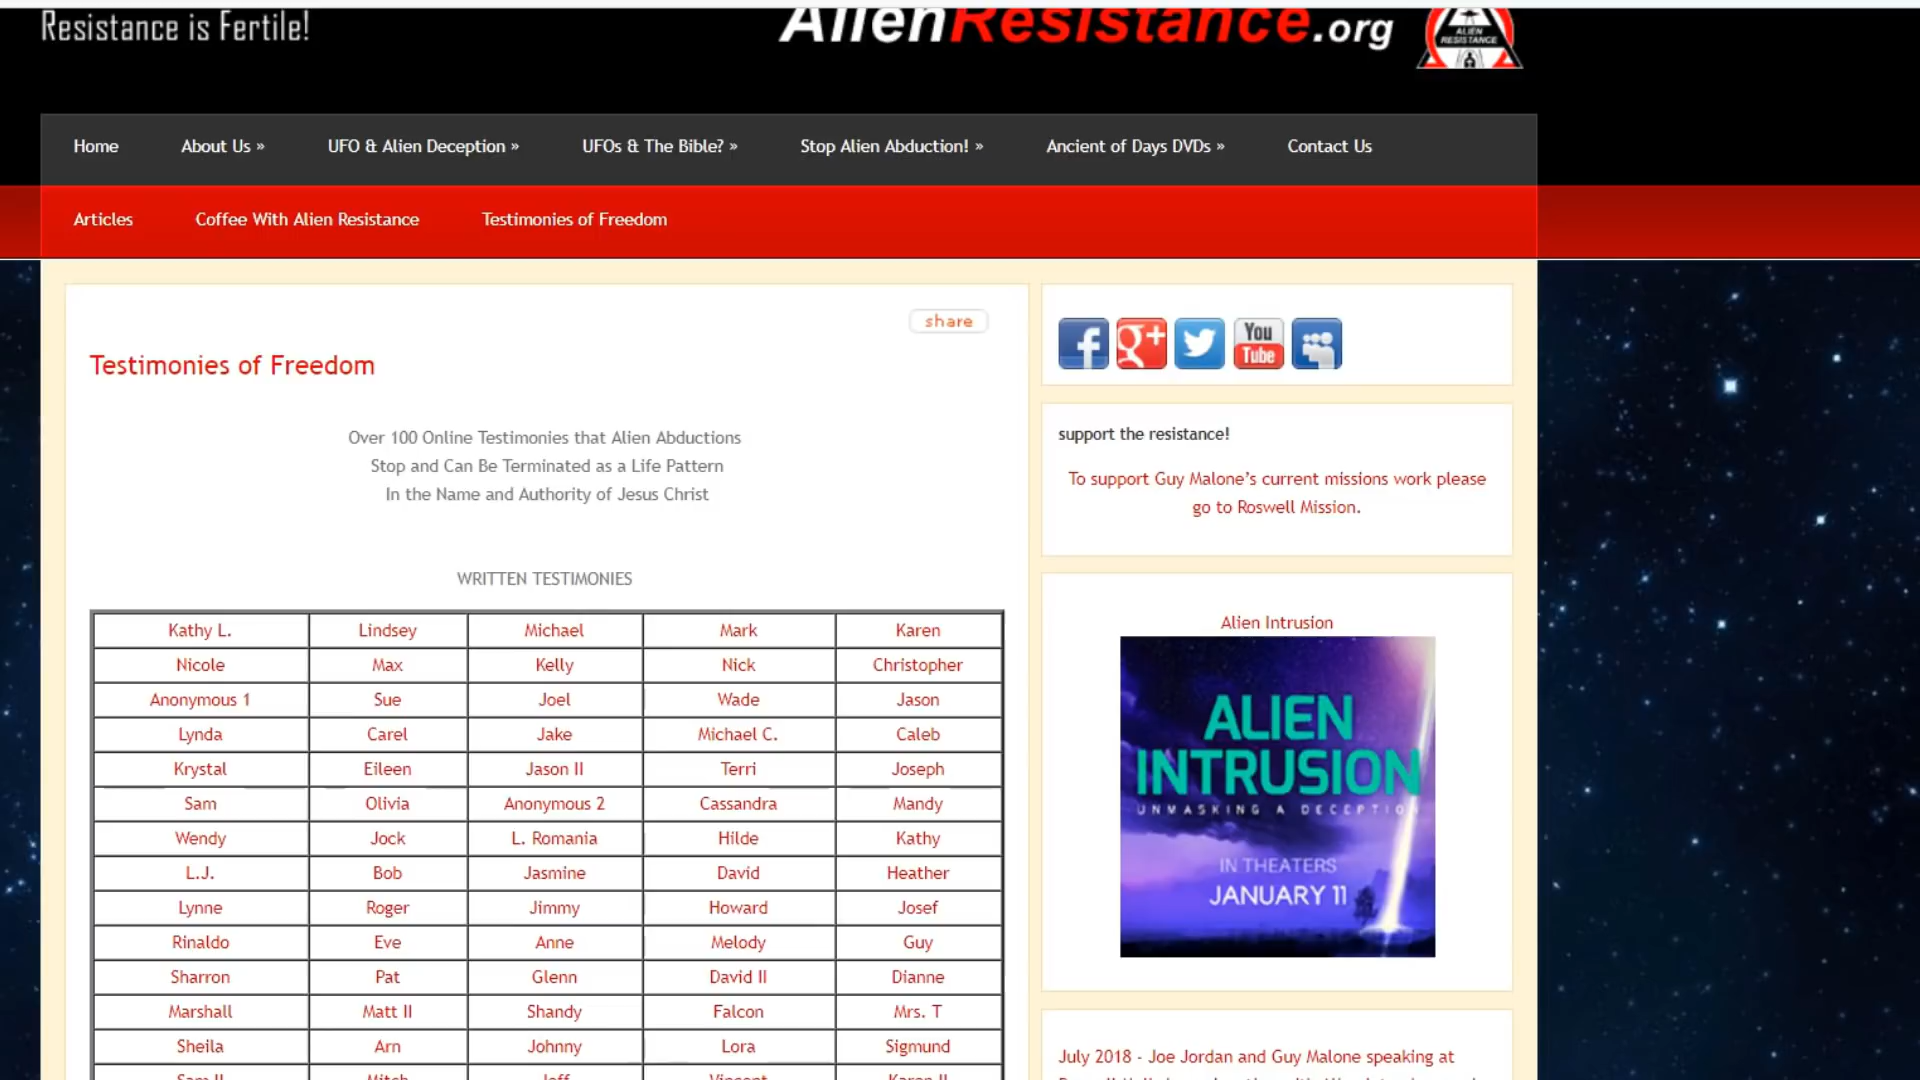 Resistance is Fertile!
AlienResistance.org
ALIEN
RESISTANCE
Home
About Us »
UFO & Alien Deception »
UFOs & The Bible? »
Stop Alien Abduction! »
Ancient of Days DVDs »
Contact Us
Articles
Coffee With Alien Resistance
Testimonies of Freedom
share
Testimonies of Freedom
Over 100 Online Testimonies that Alien Abductions
Stop and Can Be Terminated as a Life Pattern
In the Name and Authority of Jesus Christ
WRITTEN TESTIMONIES
Kathy L. Lindsey Michael Mark Karen
Nicole Max Kelly Nick Christopher
Anonymous 1 Sue Joel Wade Jason
Lynda Carel Jake Michael C. Caleb
Krystal Eileen Jason II Terri Joseph
Sam Olivia Anonymous 2 Cassandra Mandy
Wendy Jock L. Romania Hilde Kathy
L.J. Bob Jasmine David Heather
Lynne Roger Jimmy Howard Josef
Rinaldo Eve Anne Melody Guy
Sharron Pat Glenn David II Dianne
Marshall Matt II Shandy Falcon Mrs. T
Sheila Arn Johnny Lora Sigmund
f
g+
You
Tube
support the resistance!
To support Guy Malone's current missions work please
go to Roswell Mission.
Alien Intrusion
ALIEN
INTRUSION
UNMASKING A DECEPTION
IN THEATERS
JANUARY 11
July 2018 - Joe Jordan and Guy Malone speaking at